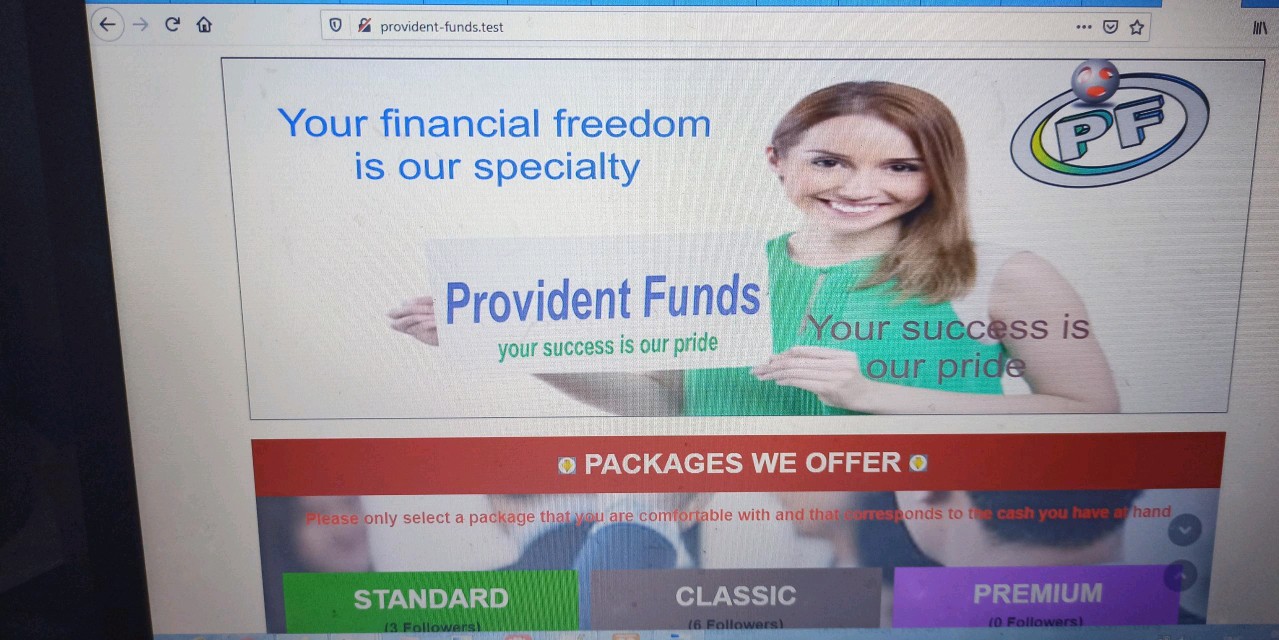 provident-funds.test
Your financial freedom
is our specialty
PF
Provident Funds
your success is our pride
Your success is
our pride
PACKAGES WE OFFER
Please only select a package that you are comfortable with and that corresponds to the cash you have at hand
STANDARD
CLASSIC
PREMIUM
(3 Followers)
(6 Followers)
(0 Followers)